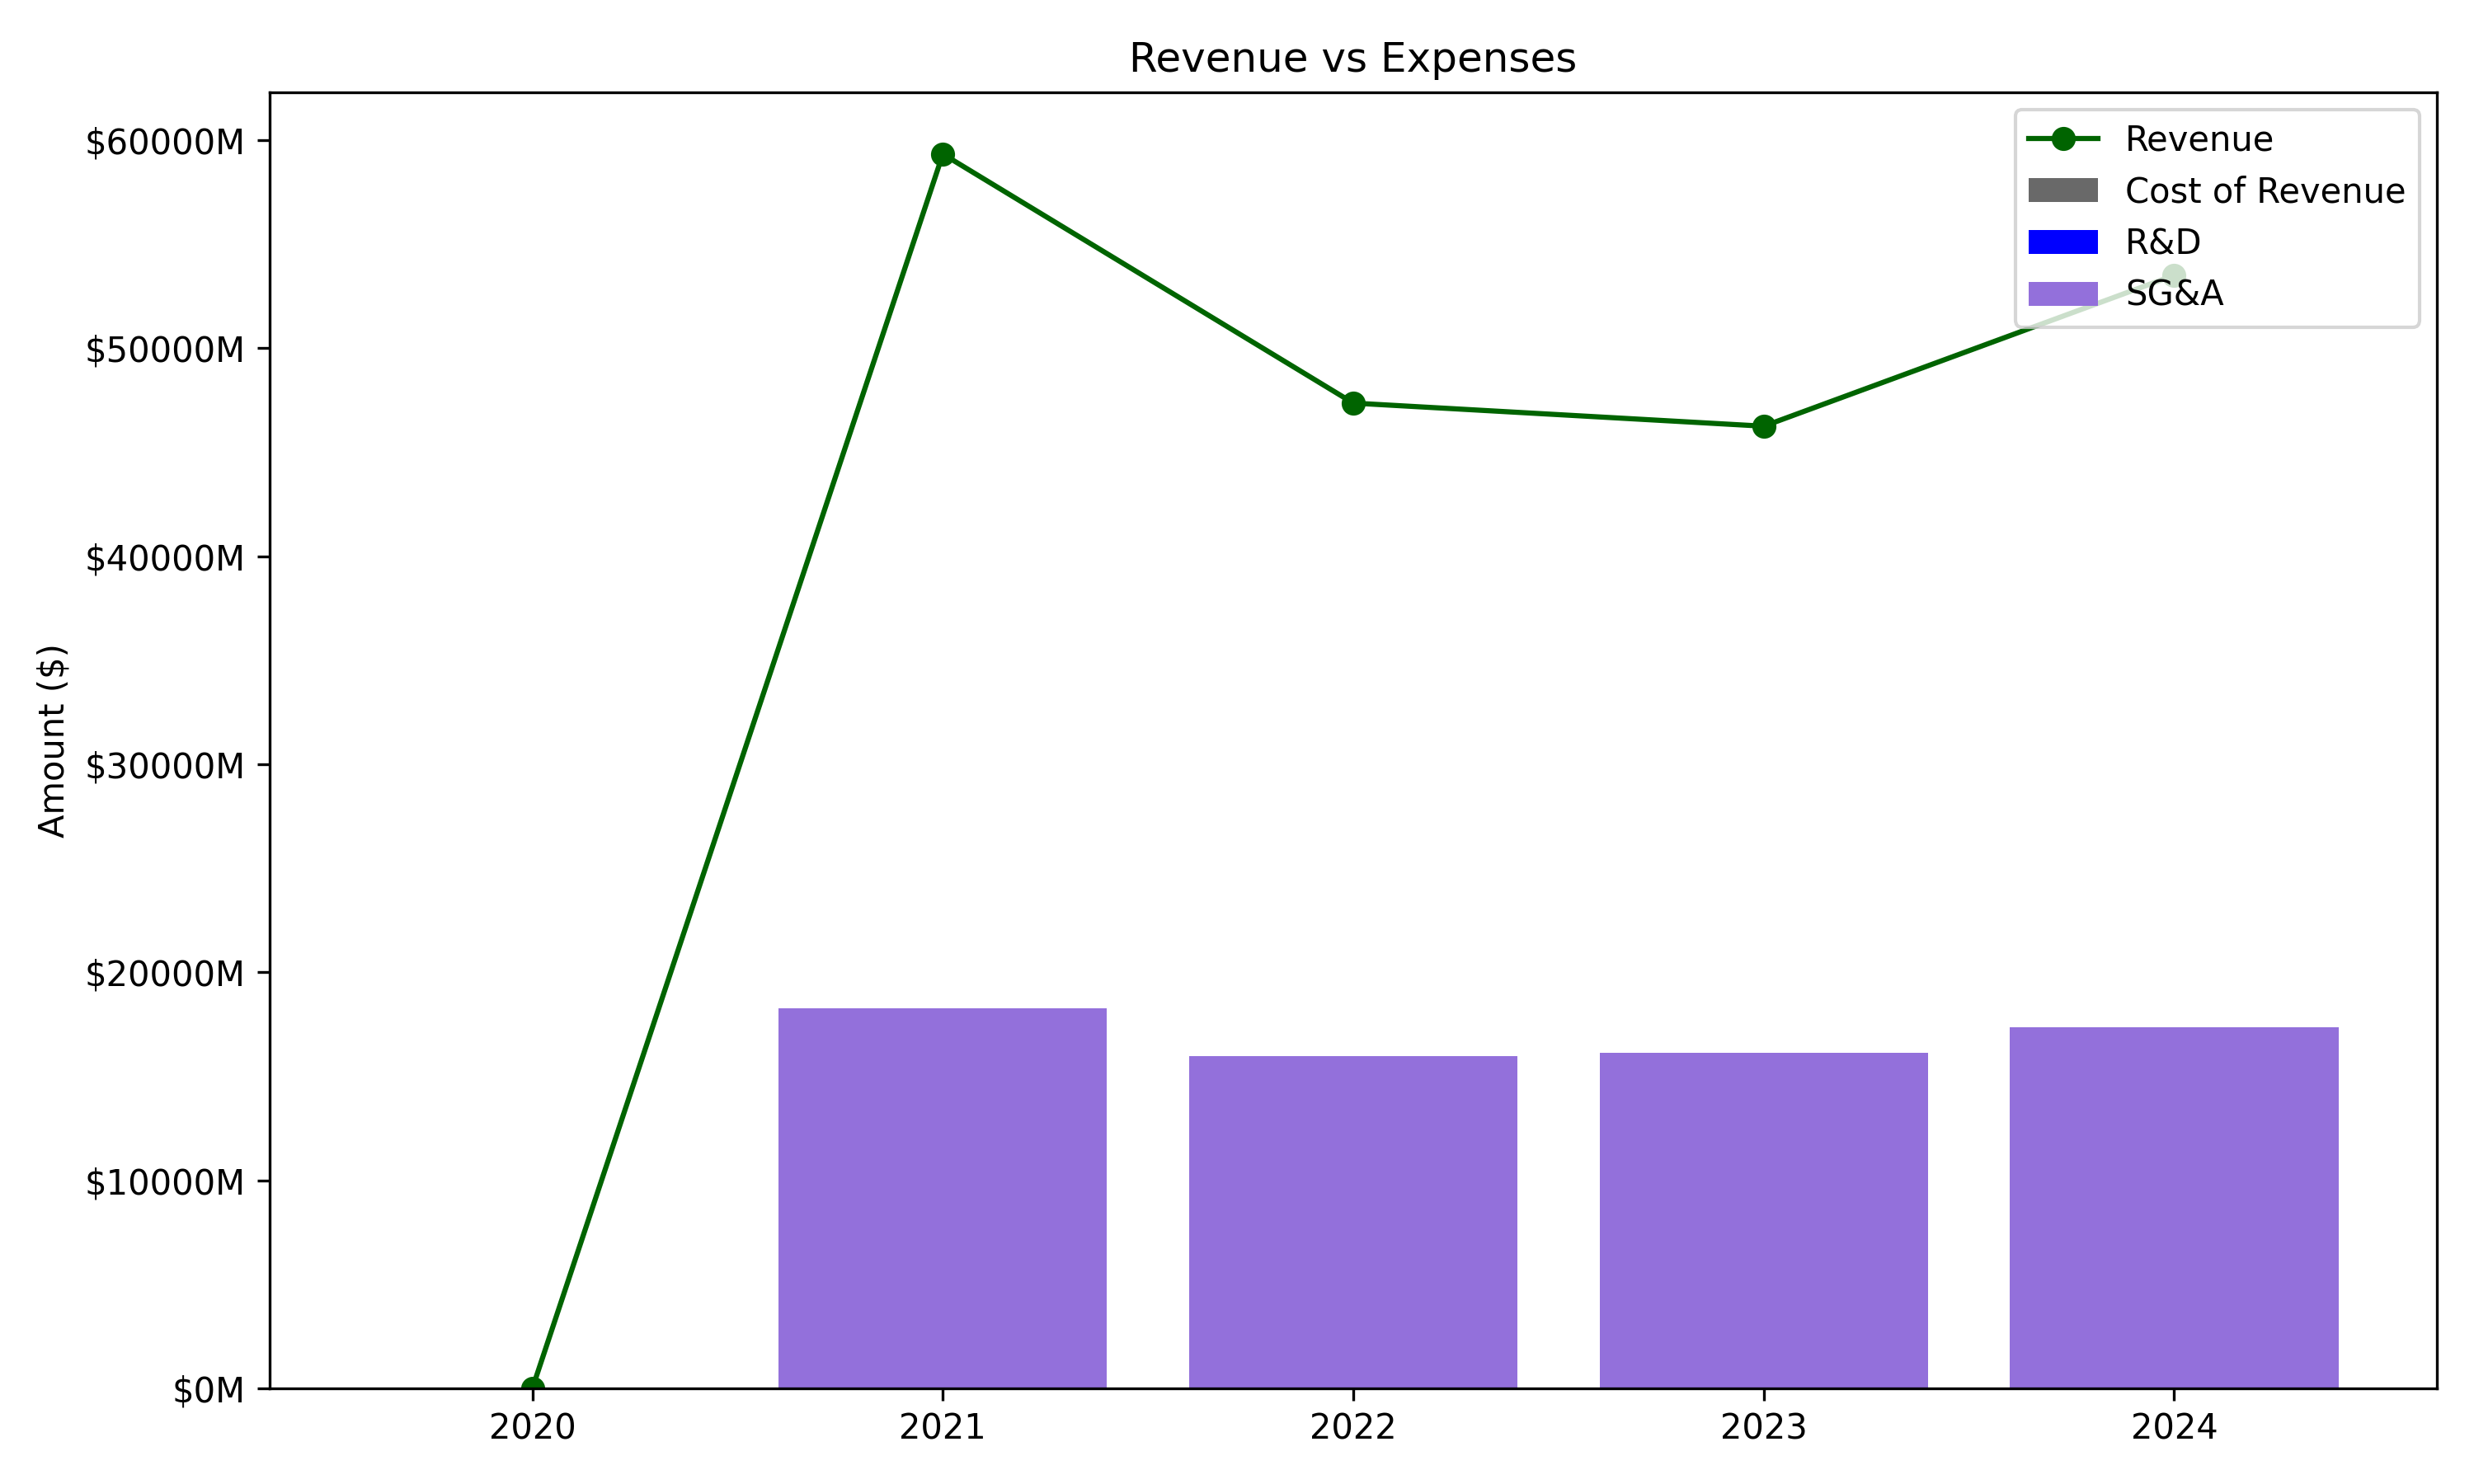 Revenue vs Expenses
$60000M
$50000M
$40000M
$30000M
$20000M
$10000M
$0M
Amount ($)
Revenue
Cost of Revenue
R&D
SG&A
2020
2021
2022
2023
2024